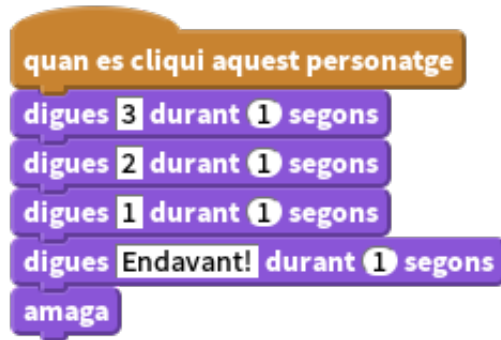 quan es cliqui aquest personatge
digues 3 durant 1 segons
digues 2 durant 1 segons
digues 1 durant 1 segons
digues Endavant! durant 1 segons
amaga